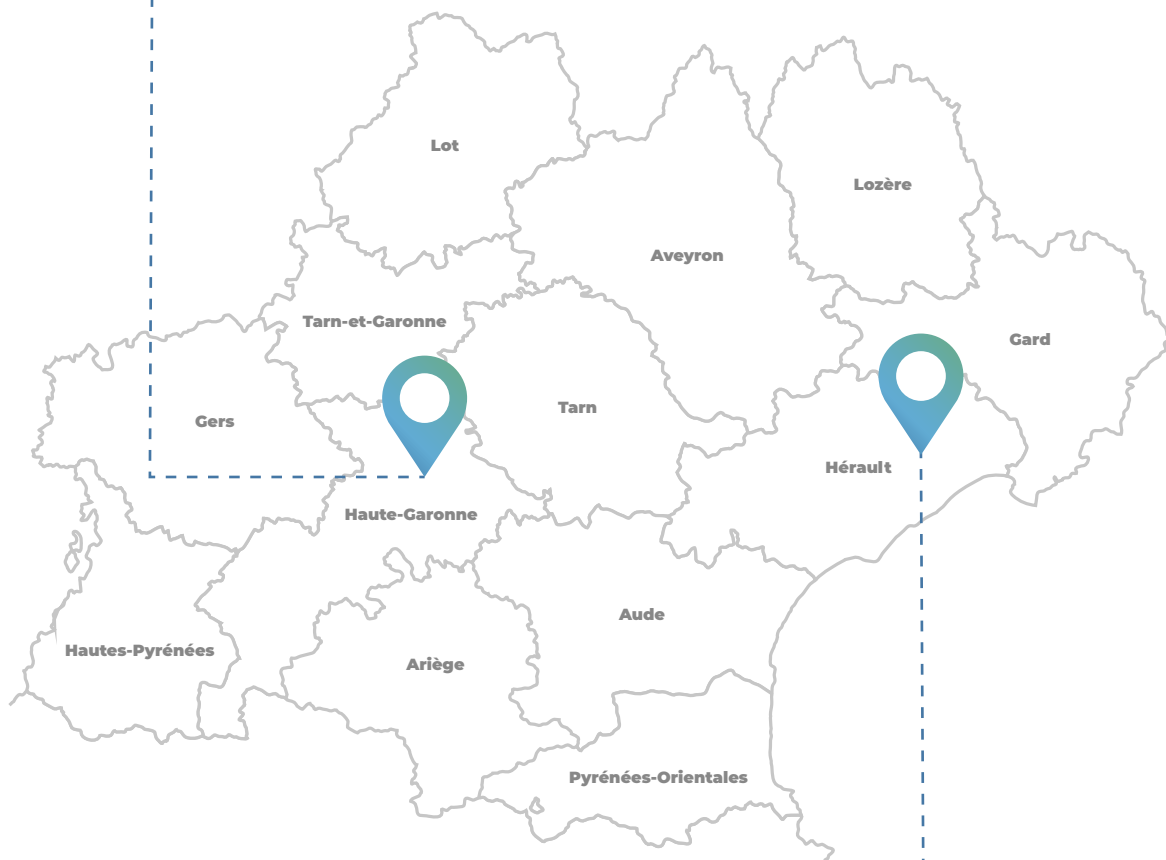 Lot
Lozère
Aveyron
Tarn-et-Garonne
Gard
Tarn
Gers
Hérault
Haute-Garonne
Aude
Hautes-Pyrénées
Ariège
Pyrénées-Orientales